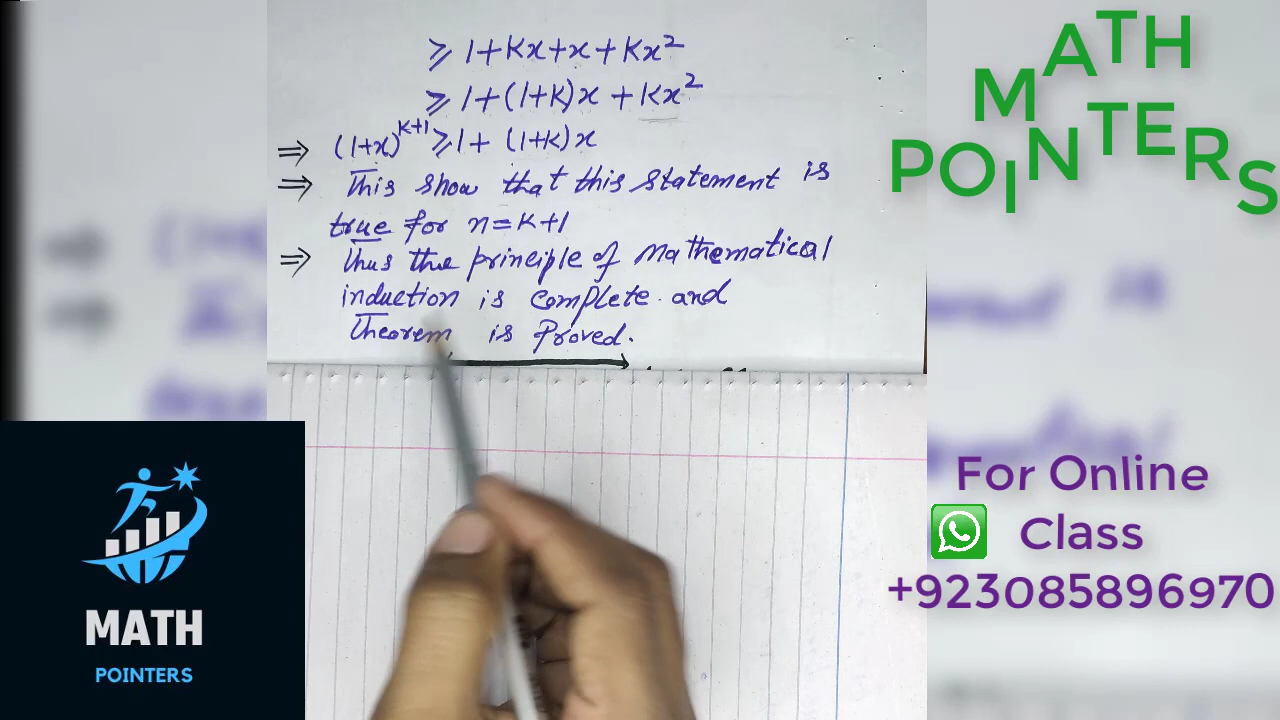 ⩾ 1+Kx+x+Kx²
⩾ 1+(1+K)x + Kx²
⇒ (1+x)^(K+1) ⩾ 1+ (1+K)x
⇒ This show that this statement is
true for n=K+1
⇒ Thus the principle of Mathematical
induction is complete and
Theorem is Proved.
MATH
POINTERS
For Online
Class
+923085896970
MATH
POINTERS